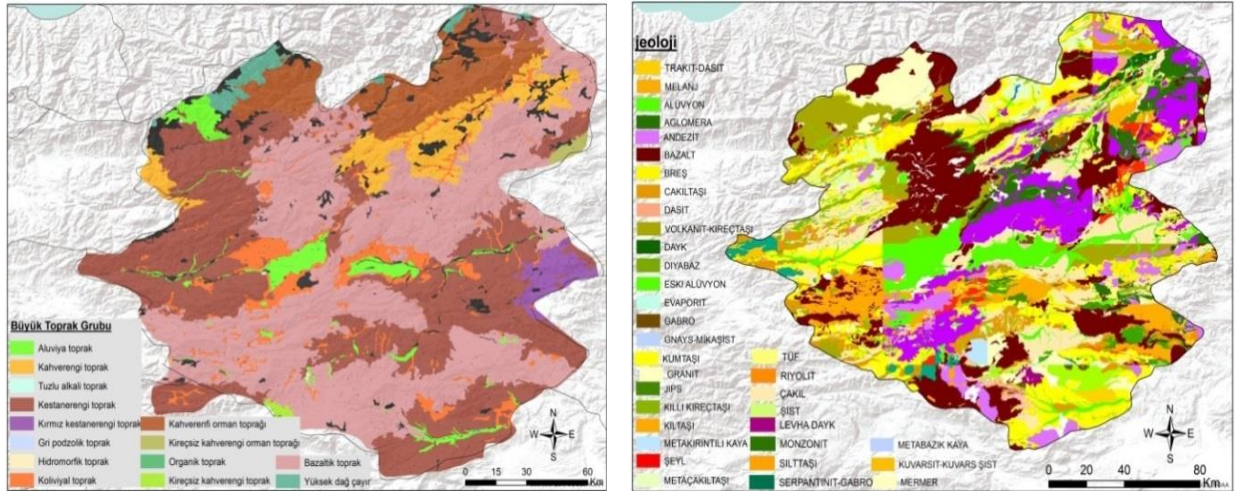 Büyük Toprak Grubu
Aluviya toprak
Kahverengi toprak
Tuzlu alkali toprak
Kestanerengi toprak
Kırmız kestanerengi toprak
Gri podzolik toprak
Hidromorfik toprak
Koliviyal toprak
Kahverenfi orman toprağı
Kireçsiz kahverengi orman toprağı
Organik toprak
Kireçsiz kahverengi toprak
Bazaltik toprak
Yüksek dağ çayır
N
W E
S
0 15 30 60
Km
jeoloji
TRAKIT-DASIT
MELANJ
ALÜVYON
AGLOMERA
ANDEZİT
BAZALT
BREŞ
CAKILTAŞI
DASIT
VOLKANIT-KIREÇTAŞI
DAYK
DIYABAZ
ESKI ALÜVYON
EVAPORIT
GABRO
GNAYS-MİKAŞIST
KUMTAŞI
GRANIT
JIPS
KILLI KIREÇTAŞI
KILTAŞI
METAKIRINTILI KAYA
ŞEYL
METAÇAKILTAŞI
TÜF
RIYOLIT
ÇAKIL
ŞIST
LEVHA DAYK
MONZONIT
SILTTAŞI
SERPANTINIT-GABRO
METABAZIK KAYA
KUVARSIT-KUVARS ŞIST
MERMER
N
W E
S
0 20 40 80
Km